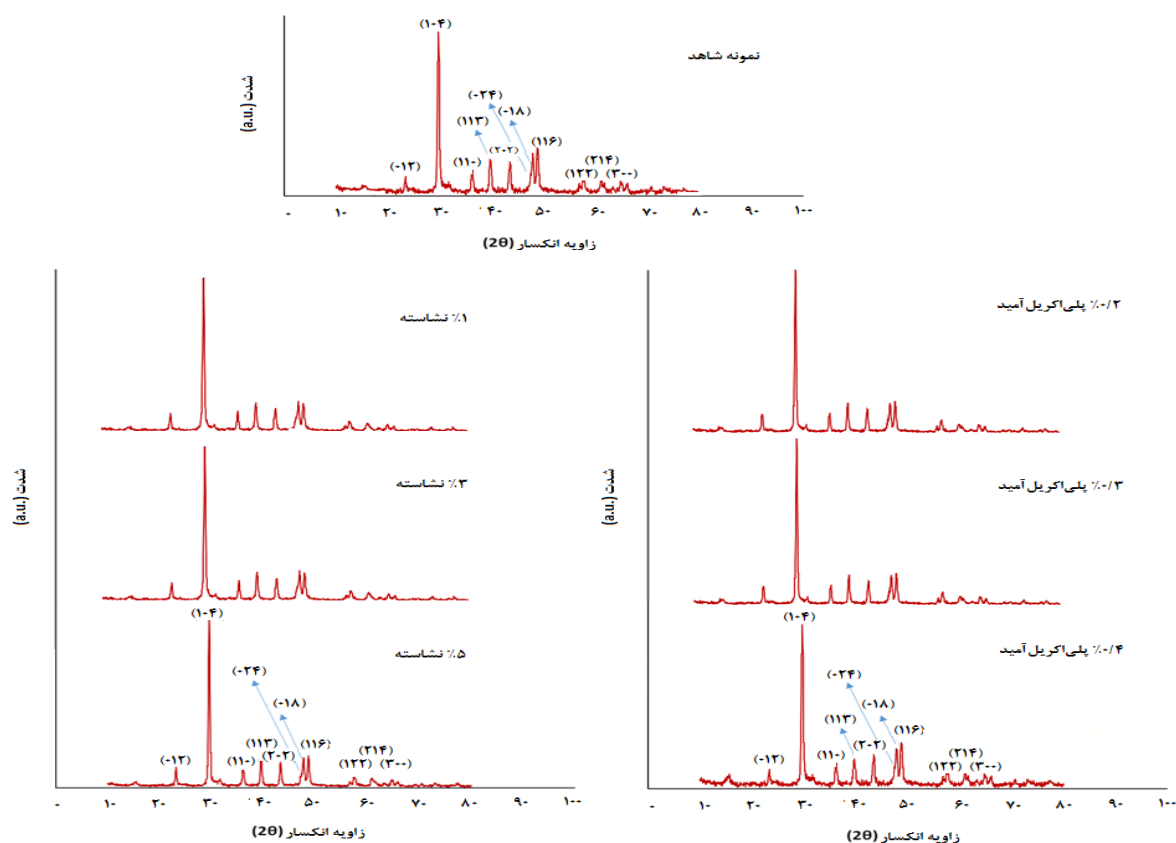 (۱۰۴)
نمونه شاهد
(۰۲۴)
(۰۱۸)
(۱۱۳)
(۱۱۶)
(۰۱۲)
(۱۱۰)
(۲۰۲)
(۲۱۴)
(۱۲۲)
(۳۰۰)
شدت (a.u.)
۰ ۱۰ ۲۰ ۳۰ ۴۰ ۵۰ ۶۰ ۷۰ ۸۰ ۹۰ ۱۰۰
زاویه انکسار (2θ)
۱٪ نشاسته
۳٪ نشاسته
(۱۰۴)
۵٪ نشاسته
(۰۲۴)
(۰۱۸)
(۱۱۳)
(۱۱۶)
(۰۱۲)
(۱۱۰)
(۲۰۲)
(۲۱۴)
(۱۲۲)
(۳۰۰)
شدت (a.u.)
۰ ۱۰ ۲۰ ۳۰ ۴۰ ۵۰ ۶۰ ۷۰ ۸۰ ۹۰ ۱۰۰
زاویه انکسار (2θ)
۰/۲٪ پلی‌اکریل آمید
۰/۳٪ پلی‌اکریل آمید
(۱۰۴)
۰/۴٪ پلی‌اکریل آمید
(۰۲۴)
(۰۱۸)
(۱۱۳)
(۱۱۶)
(۰۱۲)
(۱۱۰)
(۲۰۲)
(۲۱۴)
(۱۲۲)
(۳۰۰)
شدت (a.u.)
۰ ۱۰ ۲۰ ۳۰ ۴۰ ۵۰ ۶۰ ۷۰ ۸۰ ۹۰ ۱۰۰
زاویه انکسار (2θ)